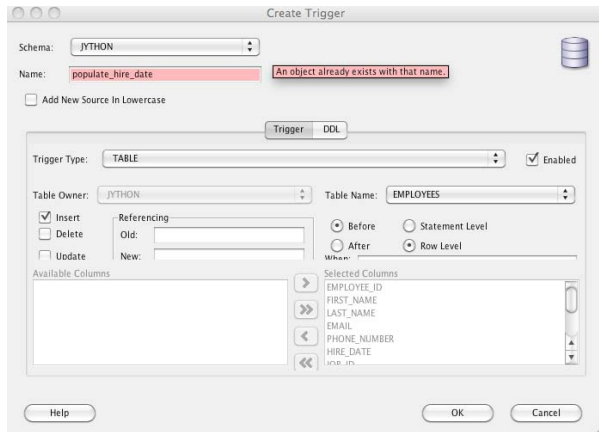 Create Trigger
Schema: JYTHON
Name: populate_hire_date An object already exists with that name.
Add New Source In Lowercase
Trigger DDL
Trigger Type: TABLE Enabled
Table Owner: JYTHON Table Name: EMPLOYEES
Insert Referencing Before Statement Level
Delete Old: After Row Level
Update New: When:
Available Columns Selected Columns
EMPLOYEE_ID
FIRST_NAME
LAST_NAME
EMAIL
PHONE_NUMBER
HIRE_DATE
JOB_ID
Help OK Cancel